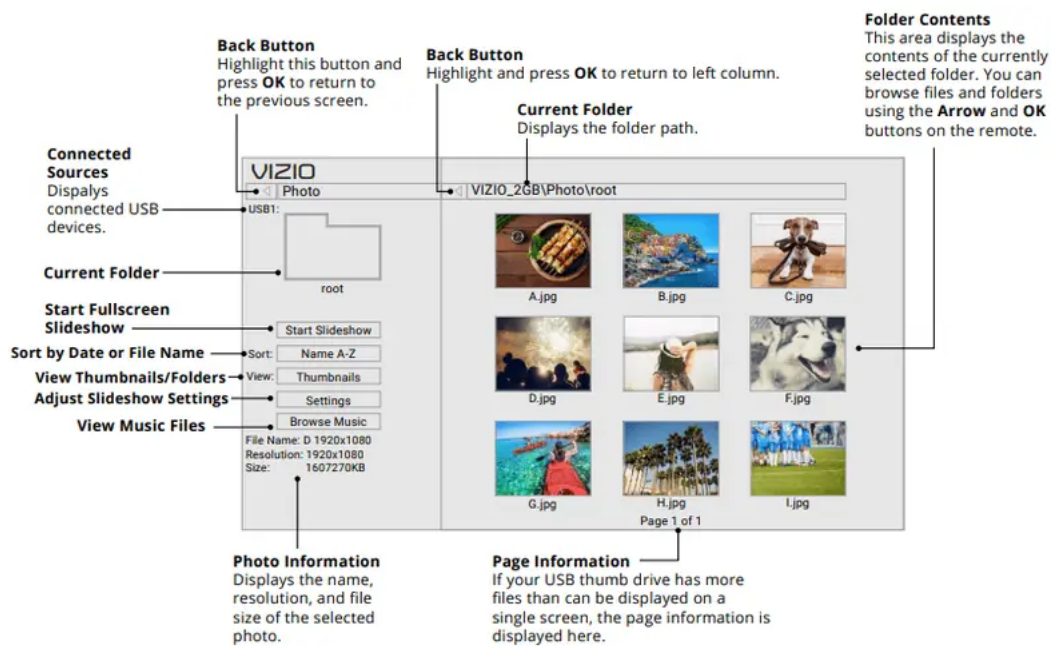 Back Button
Highlight this button and
press OK to return to
the previous screen.
Back Button
Highlight and press OK to return to left column.
Current Folder
Displays the folder path.
Folder Contents
This area displays the
contents of the currently
selected folder. You can
browse files and folders
using the Arrow and OK
buttons on the remote.
Connected
Sources
Dispalys
connected USB
devices.
Current Folder
Start Fullscreen
Slideshow
Sort by Date or File Name
View Thumbnails/Folders
Adjust Slideshow Settings
View Music Files
VIZIO
Photo
USB1:
root
Start Slideshow
Sort: Name A-Z
View: Thumbnails
Settings
Browse Music
File Name: D 1920x1080
Resolution: 1920x1080
Size: 1607270KB
VIZIO_2GB\Photo\root
A.jpg B.jpg C.jpg
D.jpg E.jpg F.jpg
G.jpg H.jpg I.jpg
Page 1 of 1
Photo Information
Displays the name,
resolution, and file
size of the selected
photo.
Page Information
If your USB thumb drive has more
files than can be displayed on a
single screen, the page information is
displayed here.